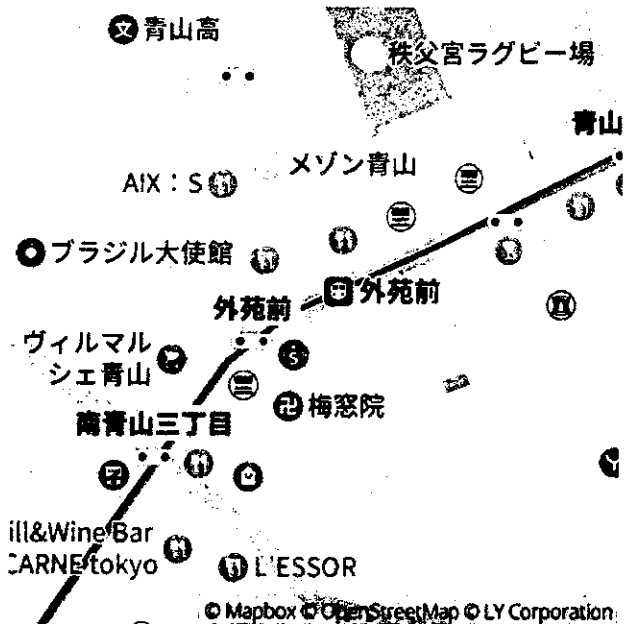 青山高
秩父宮ラグビー場
青山
メゾン青山
AIX：S
ブラジル大使館
外苑前
外苑前
ヴィルマル
シェ青山
梅窓院
南青山三丁目
ill&Wine Bar
CARNE tokyo
L'ESSOR
© Mapbox © OpenStreetMap © LY Corporation